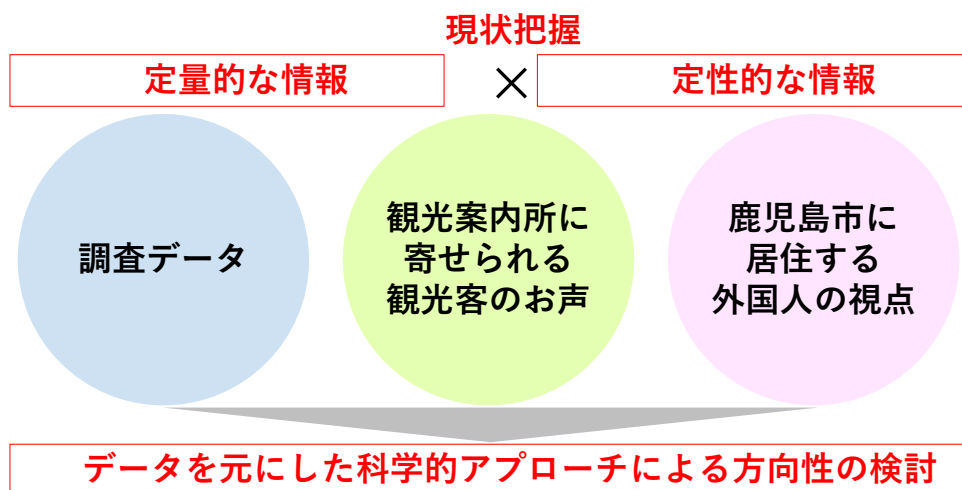 現状把握
定量的な情報
×
定性的な情報
調査データ
観光案内所に
寄せられる
観光客のお声
鹿児島市に
居住する
外国人の視点
データを元にした科学的アプローチによる方向性の検討